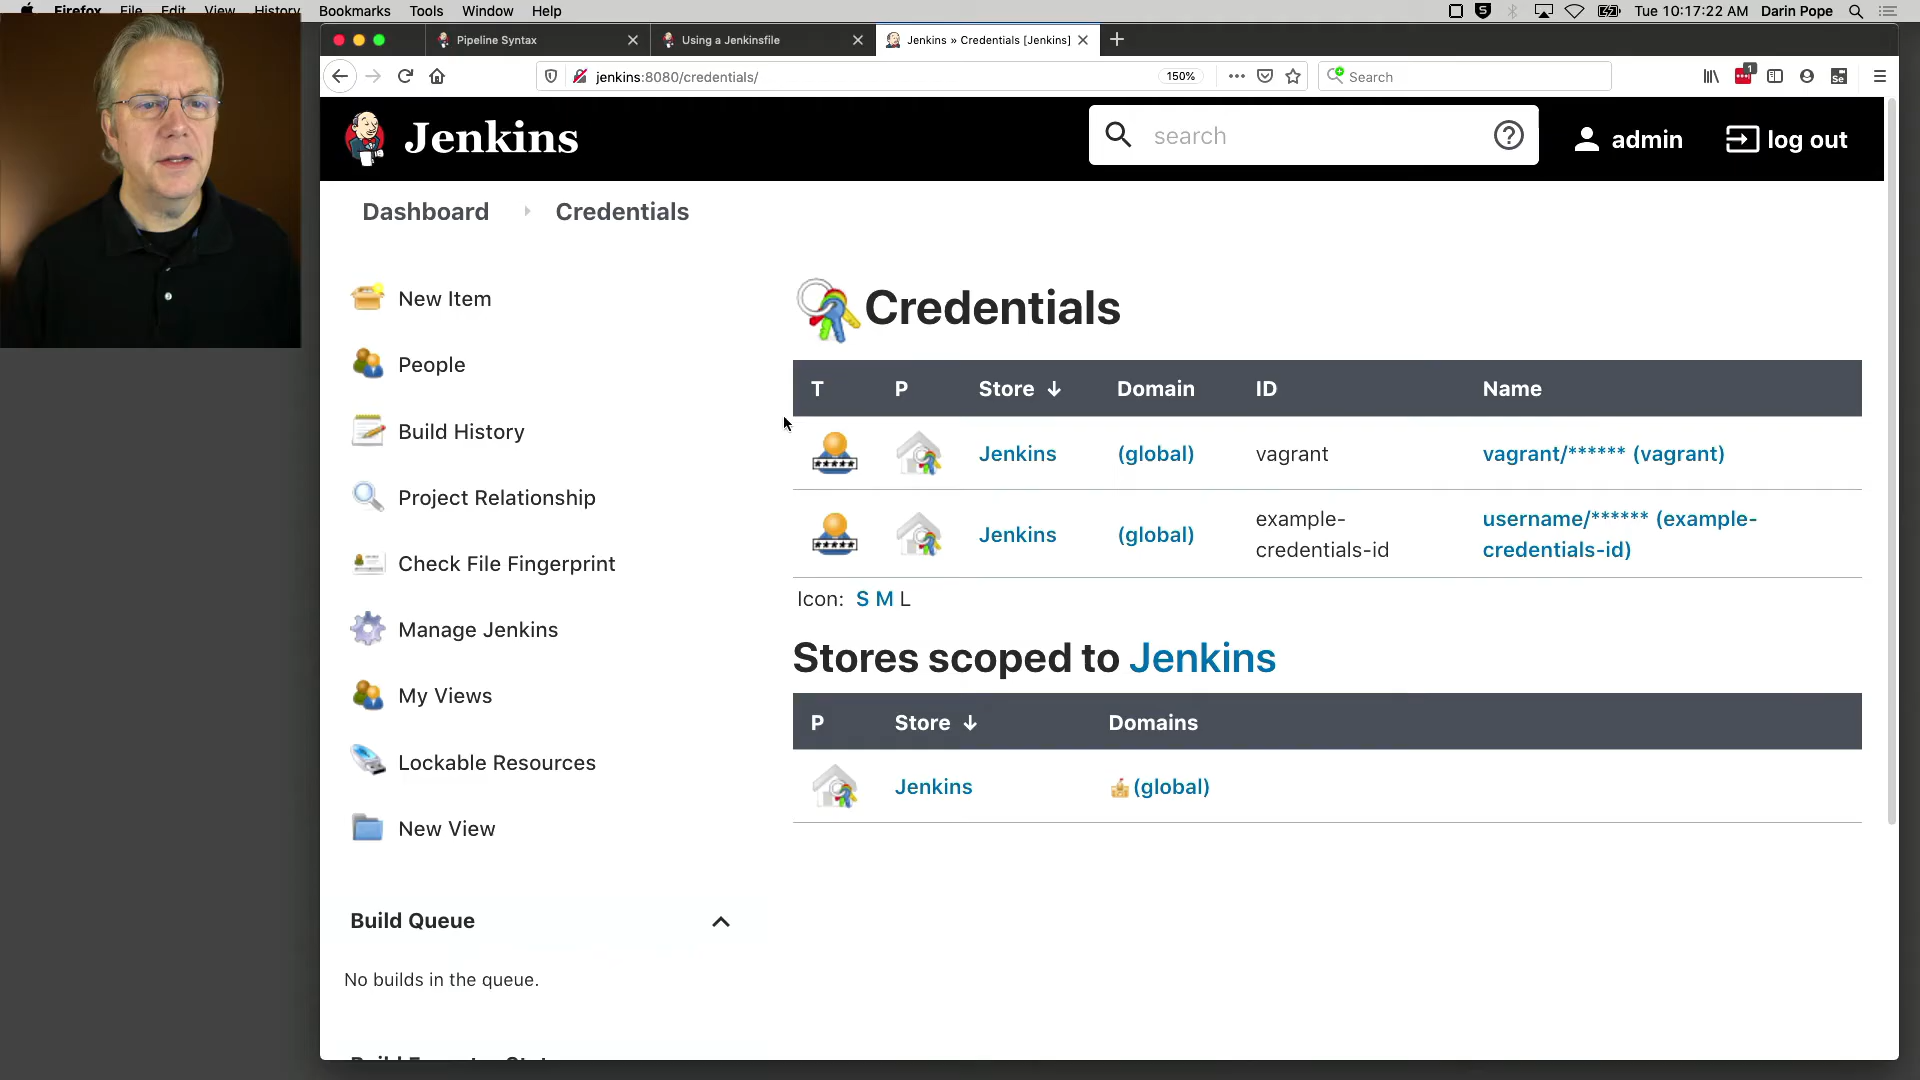 Firefox File Edit View History Bookmarks Tools Window Help
Tue 10:17:22 AM Darin Pope
Pipeline Syntax
Using a Jenkinsfile
Jenkins » Credentials [Jenkins]
jenkins:8080/credentials/
150%
Search
1
Se
Jenkins
search
admin
log out
Dashboard
Credentials
New Item
People
Build History
Project Relationship
Check File Fingerprint
Manage Jenkins
My Views
Lockable Resources
New View
Build Queue
No builds in the queue.
Credentials
T P Store ↓ Domain ID Name
Jenkins (global) vagrant vagrant/****** (vagrant)
Jenkins (global) example-credentials-id username/****** (example-credentials-id)
Icon: S M L
Stores scoped to Jenkins
P Store ↓ Domains
Jenkins (global)